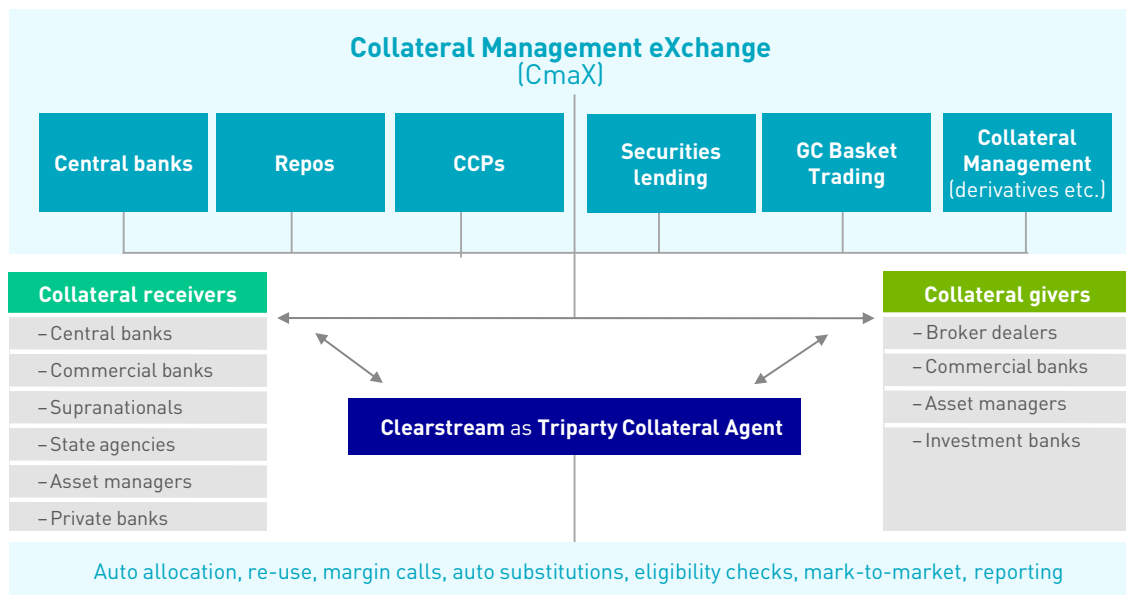 Collateral Management eXchange
(CmaX)
Central banks
Repos
CCPs
Securities
lending
GC Basket
Trading
Collateral
Management
(derivatives etc.)
Collateral receivers
– Central banks
– Commercial banks
– Supranationals
– State agencies
– Asset managers
– Private banks
Collateral givers
– Broker dealers
– Commercial banks
– Asset managers
– Investment banks
Clearstream as Triparty Collateral Agent
Auto allocation, re-use, margin calls, auto substitutions, eligibility checks, mark-to-market, reporting